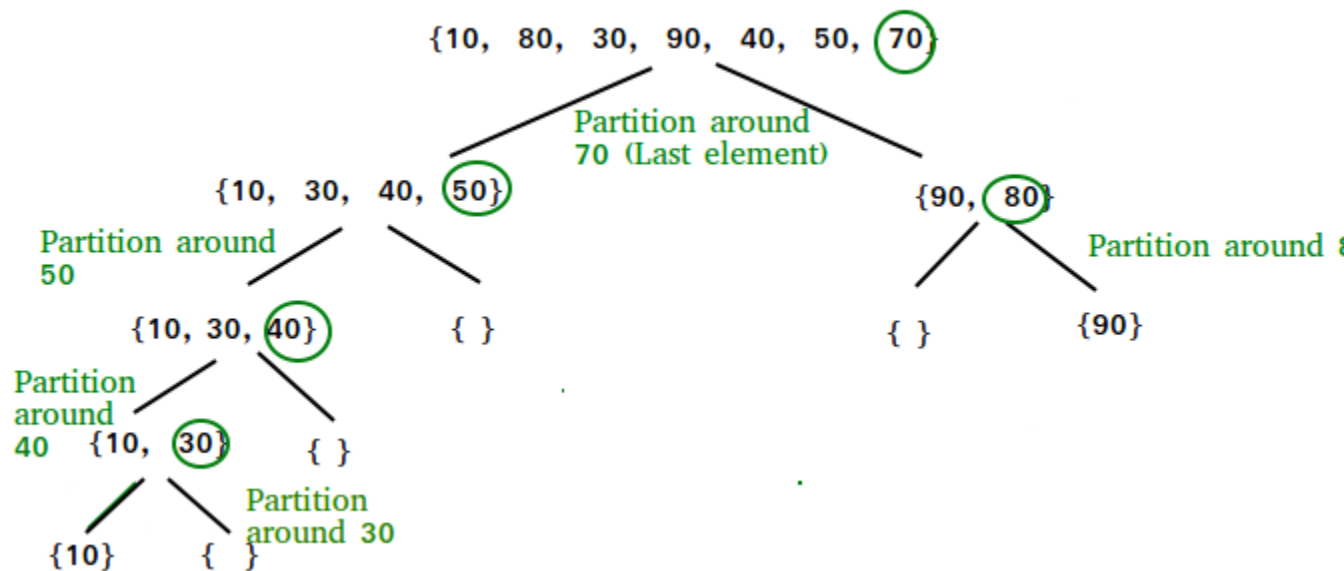 {10, 80, 30, 90, 40, 50, 70}
Partition around
70 (Last element)
{10, 30, 40, 50}
{90, 80}
Partition around
50
Partition around
{10, 30, 40}
{ }
{ }
{90}
Partition
around
40
{10, 30}
{ }
Partition
around 30
{10}
{ }